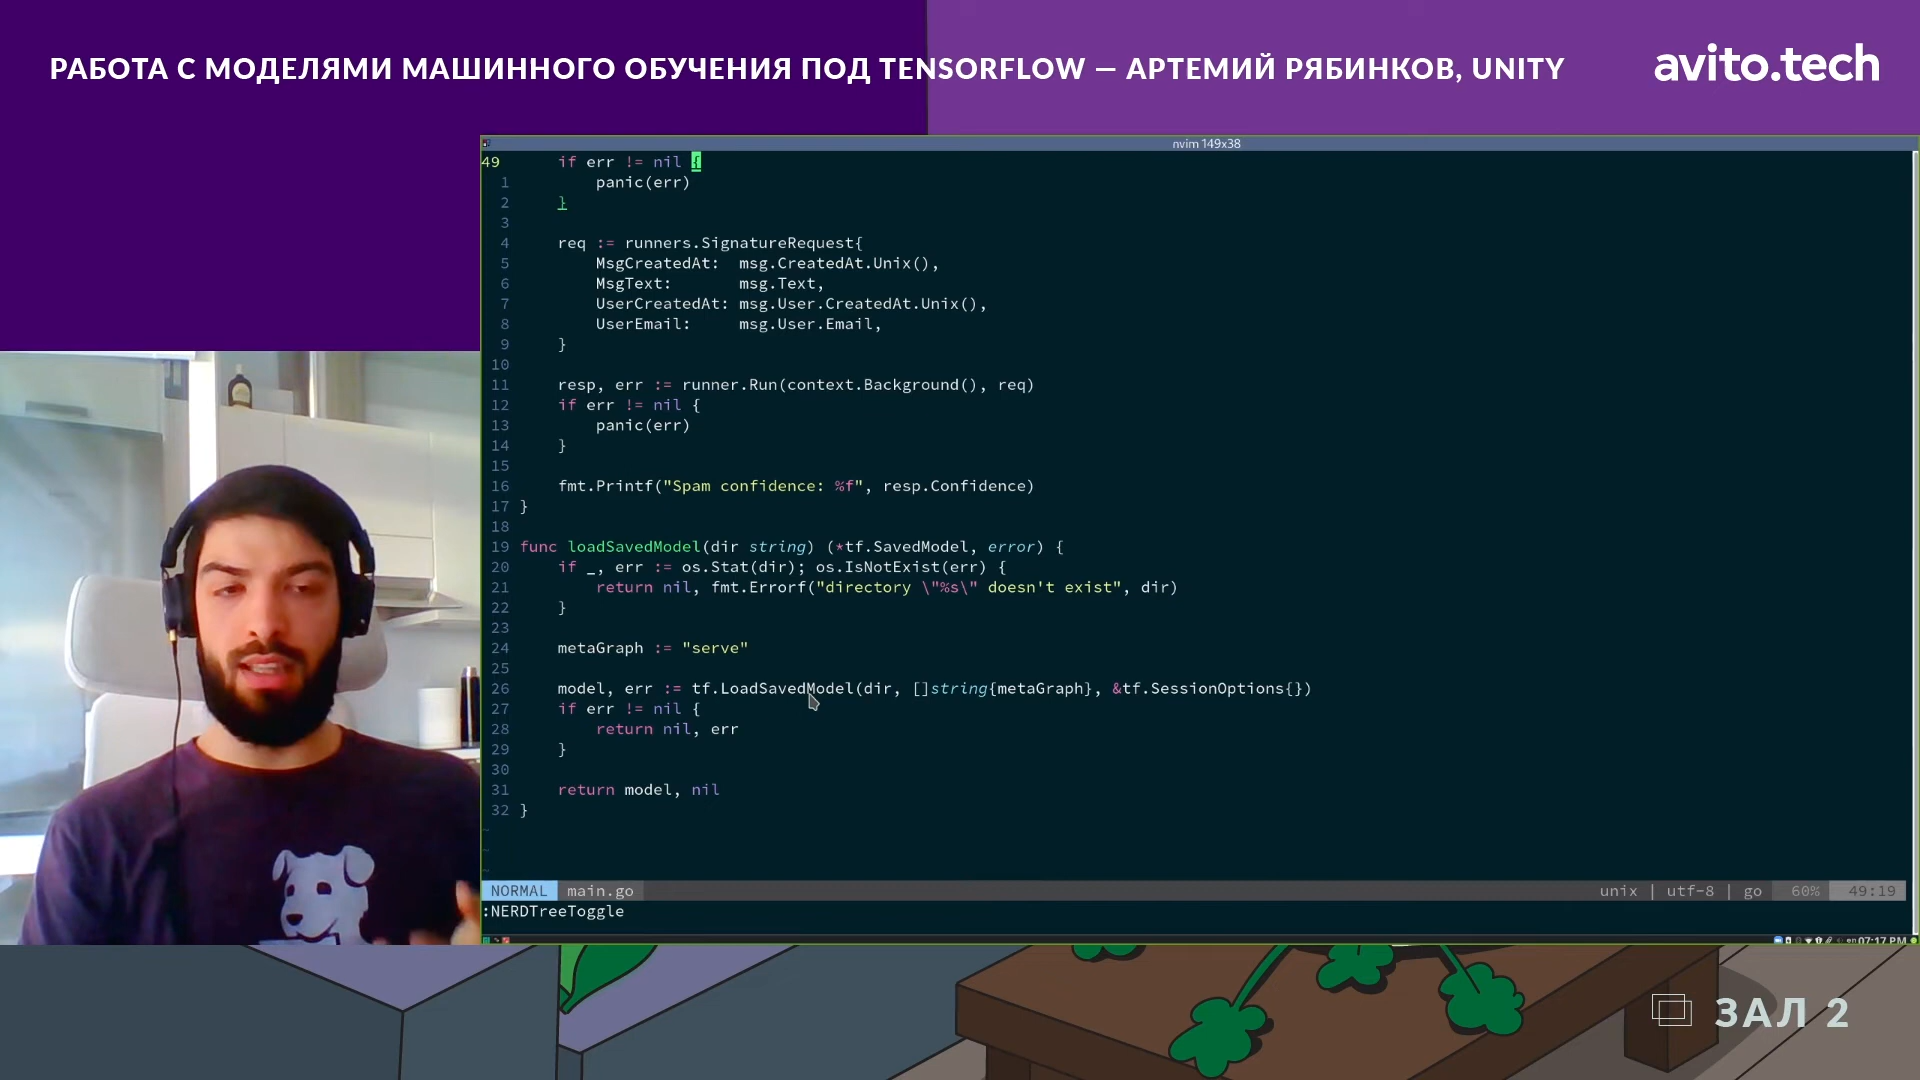 РАБОТА С МОДЕЛЯМИ МАШИННОГО ОБУЧЕНИЯ ПОД TENSORFLOW — АРТЕМИЙ РЯБИНКОВ, UNITY
avito.tech
nvim 149x38
49 if err != nil {
1 panic(err)
2 }
3
4 req := runners.SignatureRequest{
5 MsgCreatedAt: msg.CreatedAt.Unix(),
6 MsgText: msg.Text,
7 UserCreatedAt: msg.User.CreatedAt.Unix(),
8 UserEmail: msg.User.Email,
9 }
10
11 resp, err := runner.Run(context.Background(), req)
12 if err != nil {
13 panic(err)
14 }
15
16 fmt.Printf("Spam confidence: %f", resp.Confidence)
17 }
18
19 func loadSavedModel(dir string) (*tf.SavedModel, error) {
20 if _, err := os.Stat(dir); os.IsNotExist(err) {
21 return nil, fmt.Errorf("directory \"%s\" doesn't exist", dir)
22 }
23
24 metaGraph := "serve"
25
26 model, err := tf.LoadSavedModel(dir, []string{metaGraph}, &tf.SessionOptions{})
27 if err != nil {
28 return nil, err
29 }
30
31 return model, nil
32 }
~
~
~
NORMAL main.go unix | utf-8 | go 60% 49:19
:NERDTreeToggle
en 07:17 PM
ЗАЛ 2